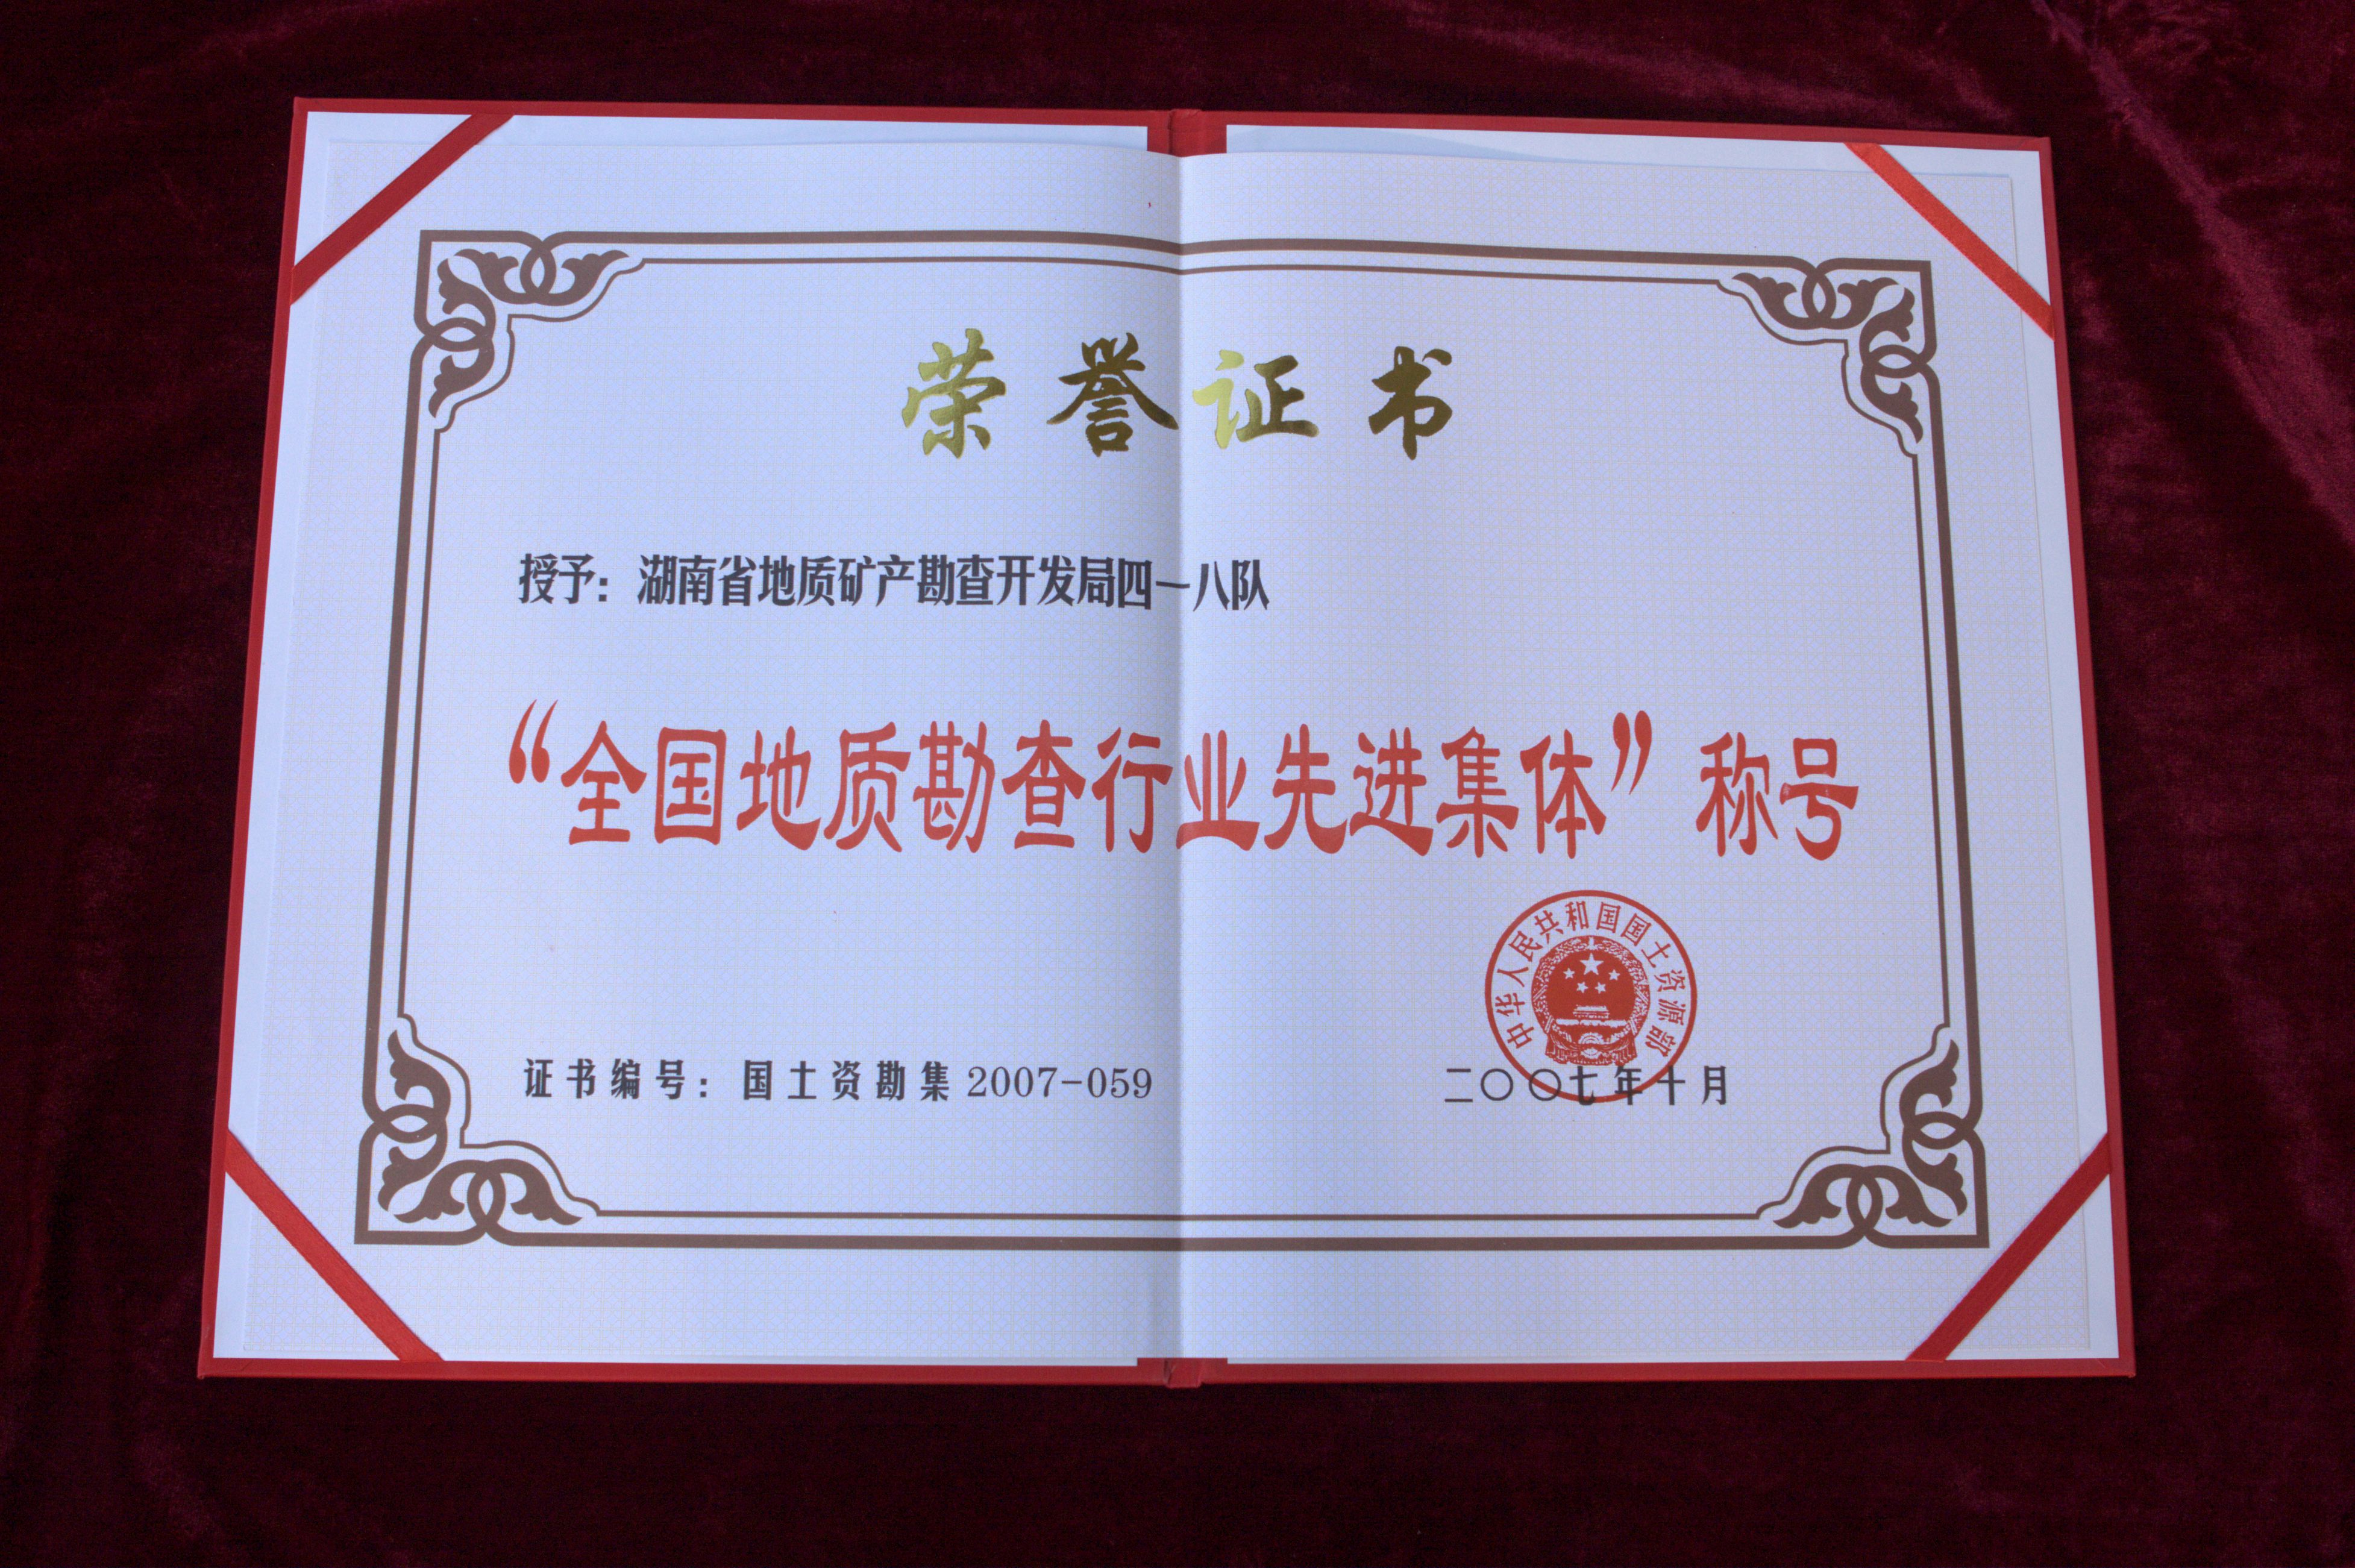 荣誉证书
授予：湖南省地质矿产勘查开发局四一八队
“全国地质勘查行业先进集体”称号
中华人民共和国国土资源部
证书编号：国土资勘集 2007-059
二〇〇七年十月